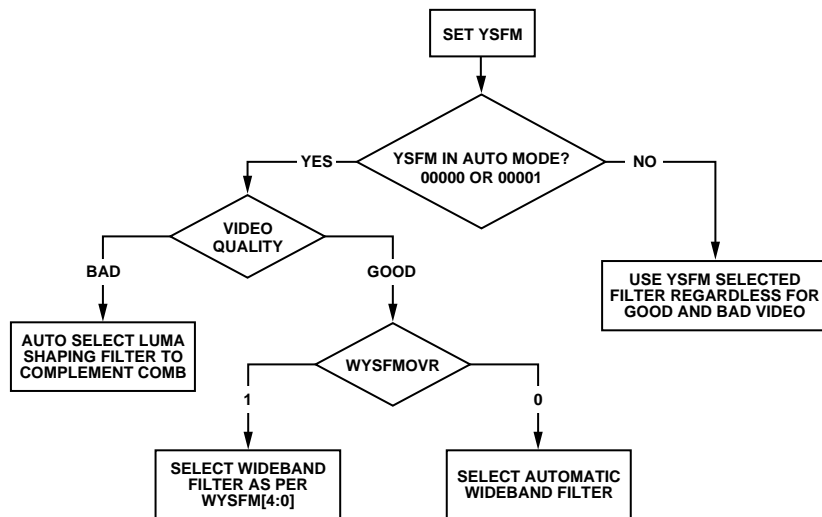 SET YSFM
YSFM IN AUTO MODE?
00000 OR 00001
YES
NO
VIDEO
QUALITY
BAD
GOOD
USE YSFM SELECTED
FILTER REGARDLESS FOR
GOOD AND BAD VIDEO
AUTO SELECT LUMA
SHAPING FILTER TO
COMPLEMENT COMB
WYSFMOVR
1
0
SELECT WIDEBAND
FILTER AS PER
WYSFM[4:0]
SELECT AUTOMATIC
WIDEBAND FILTER